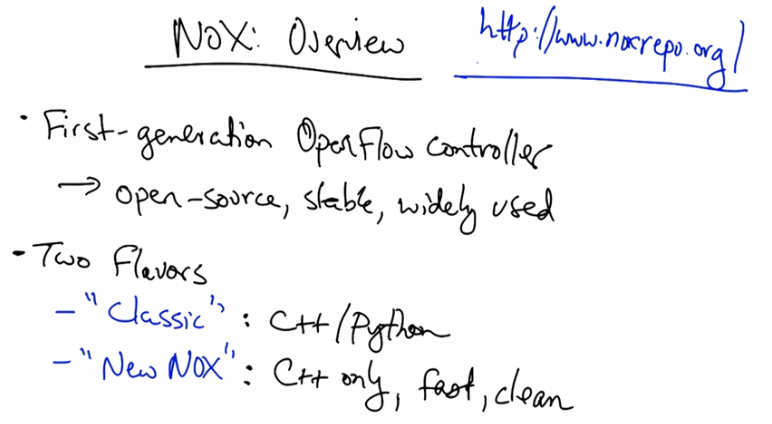 NOX: Overview http://www.noxrepo.org/
• First-generation OpenFlow controller
→ open-source, stable, widely used
• Two Flavors
- "Classic": C++/Python
- "New NOX": C++ only, fast, clean